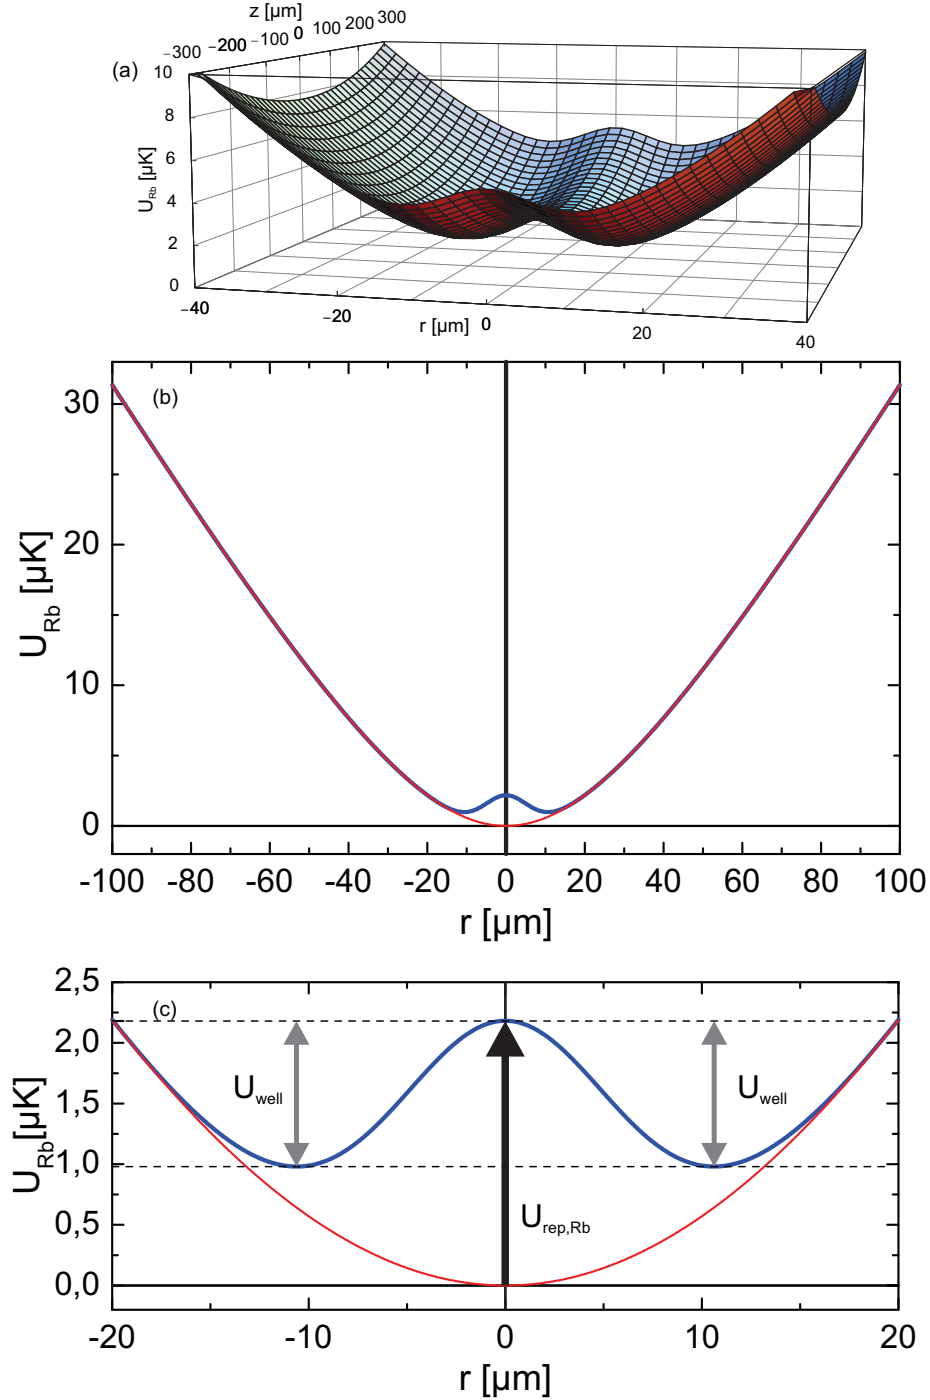 z [µm]
−300 −200 −100 0 100 200 300
(a)
10
8
6
4
2
0
U_Rb [µK]
−40 −20 0 20 40
r [µm]
(b)
30
20
10
0
U_Rb [µK]
-100 -80 -60 -40 -20 0 20 40 60 80 100
r [µm]
(c)
2,5
2,0
1,5
1,0
0,5
0,0
U_Rb[µK]
U_well
U_well
U_rep,Rb
-20 -10 0 10 20
r [µm]